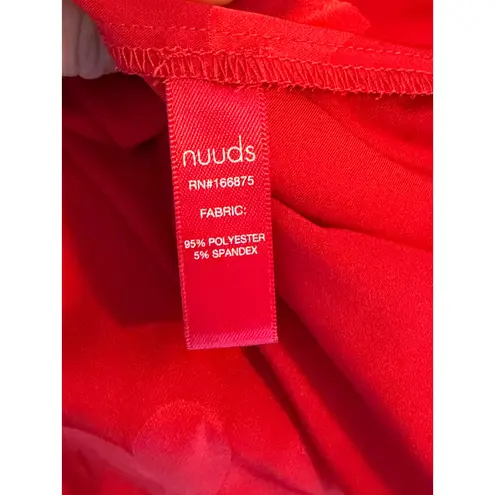 nuuds
RN#166875
FABRIC:
95% POLYESTER
5% SPANDEX